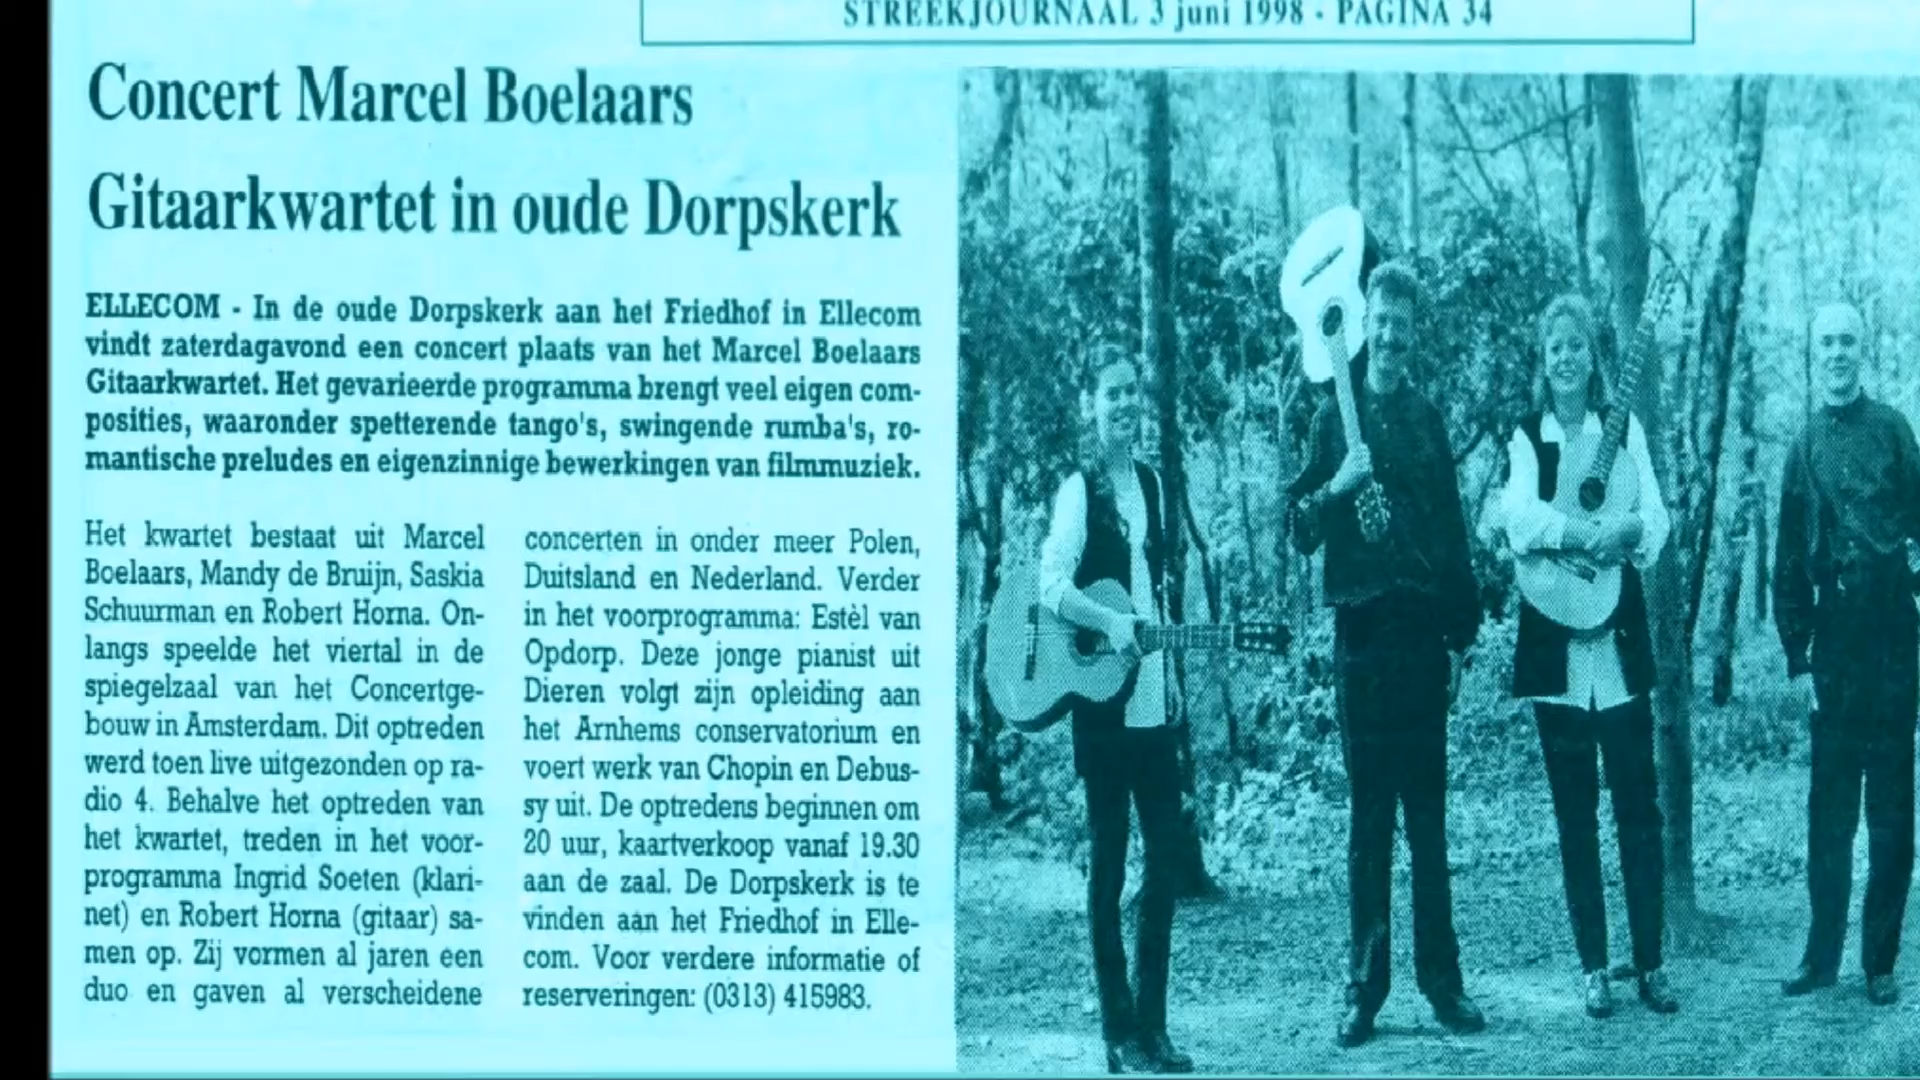 STREEKJOURNAAL 3 juni 1998 - PAGINA 34
Concert Marcel Boelaars
Gitaarkwartet in oude Dorpskerk
ELLECOM - In de oude Dorpskerk aan het Friedhof in Ellecom
vindt zaterdagavond een concert plaats van het Marcel Boelaars
Gitaarkwartet. Het gevarieerde programma brengt veel eigen com-
posities, waaronder spetterende tango's, swingende rumba's, ro-
mantische preludes en eigenzinnige bewerkingen van filmmuziek.
Het kwartet bestaat uit Marcel
Boelaars, Mandy de Bruijn, Saskia
Schuurman en Robert Horna. On-
langs speelde het viertal in de
spiegelzaal van het Concertge-
bouw in Amsterdam. Dit optreden
werd toen live uitgezonden op ra-
dio 4. Behalve het optreden van
het kwartet, treden in het voor-
programma Ingrid Soeten (klari-
net) en Robert Horna (gitaar) sa-
men op. Zij vormen al jaren een
duo en gaven al verscheidene
concerten in onder meer Polen,
Duitsland en Nederland. Verder
in het voorprogramma: Estèl van
Opdorp. Deze jonge pianist uit
Dieren volgt zijn opleiding aan
het Arnhems conservatorium en
voert werk van Chopin en Debus-
sy uit. De optredens beginnen om
20 uur, kaartverkoop vanaf 19.30
aan de zaal. De Dorpskerk is te
vinden aan het Friedhof in Elle-
com. Voor verdere informatie of
reserveringen: (0313) 415983.